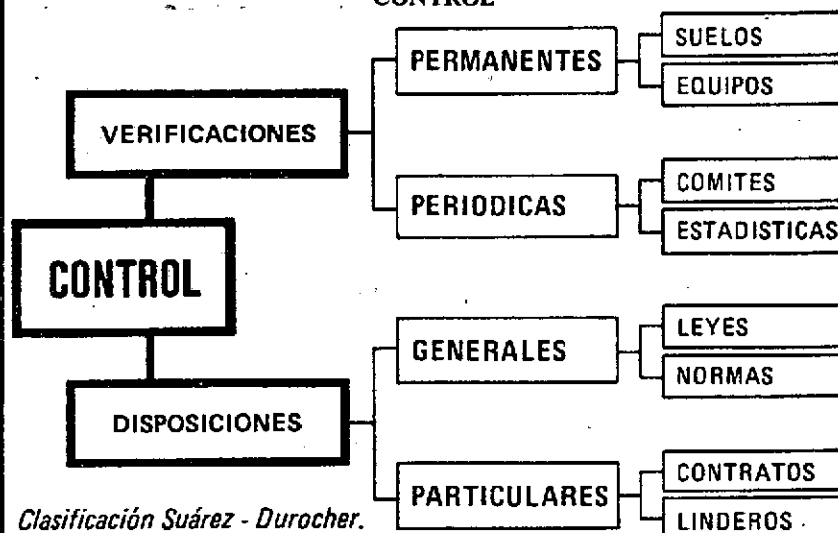 CONTROL
PERMANENTES
SUELOS
EQUIPOS
VERIFICACIONES
PERIODICAS
COMITES
ESTADISTICAS
CONTROL
GENERALES
LEYES
NORMAS
DISPOSICIONES
PARTICULARES
CONTRATOS
LINDEROS
Clasificación Suárez - Durocher.